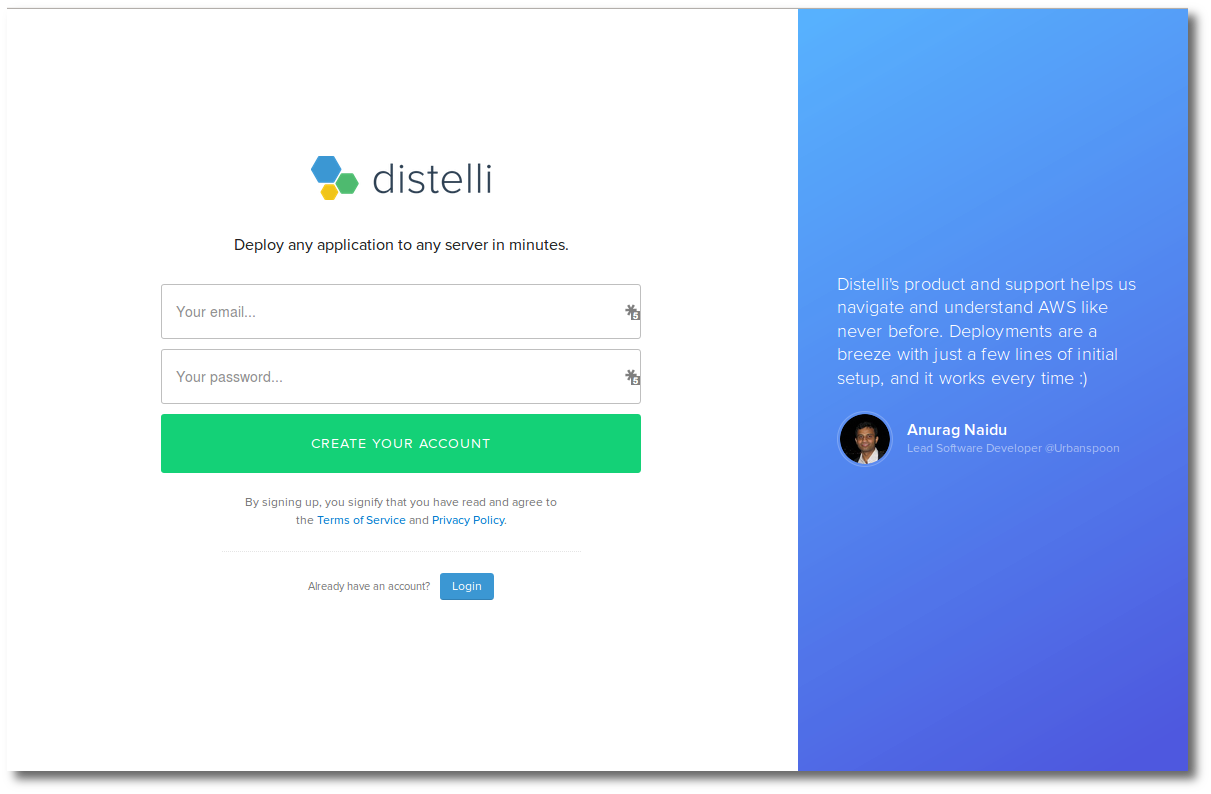 distelli
Deploy any application to any server in minutes.
Your email...
5
Your password...
5
CREATE YOUR ACCOUNT
By signing up, you signify that you have read and agree to
the Terms of Service and Privacy Policy.
Already have an account? Login
Distelli's product and support helps us
navigate and understand AWS like
never before. Deployments are a
breeze with just a few lines of initial
setup, and it works every time :)
Anurag Naidu
Lead Software Developer @Urbanspoon